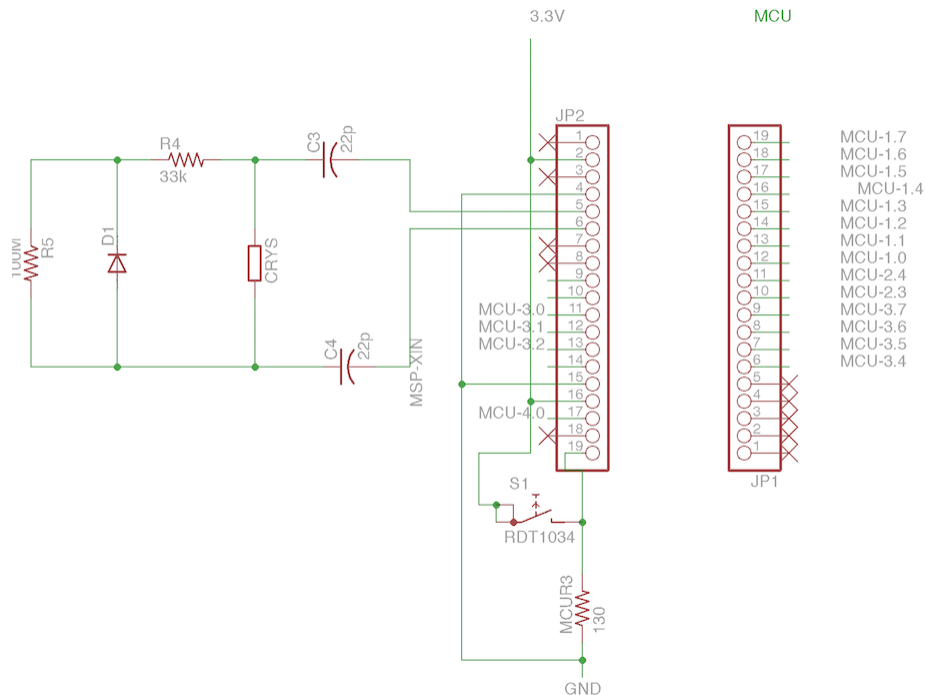 3.3V
MCU
JP2
C3
22p
R4
33k
D1
R5
100M
CRYS
C4
22p
MSP-XIN
1
2
3
4
5
6
7
8
9
10
MCU-3.0 11
MCU-3.1 12
MCU-3.2 13
14
15
16
MCU-4.0 17
18
19
19 MCU-1.7
18 MCU-1.6
17 MCU-1.5
16 MCU-1.4
15 MCU-1.3
14 MCU-1.2
13 MCU-1.1
12 MCU-1.0
11 MCU-2.4
10 MCU-2.3
9 MCU-3.7
8 MCU-3.6
7 MCU-3.5
6 MCU-3.4
5
4
3
2
1
JP1
S1
RDT1034
MCUR3
130
GND